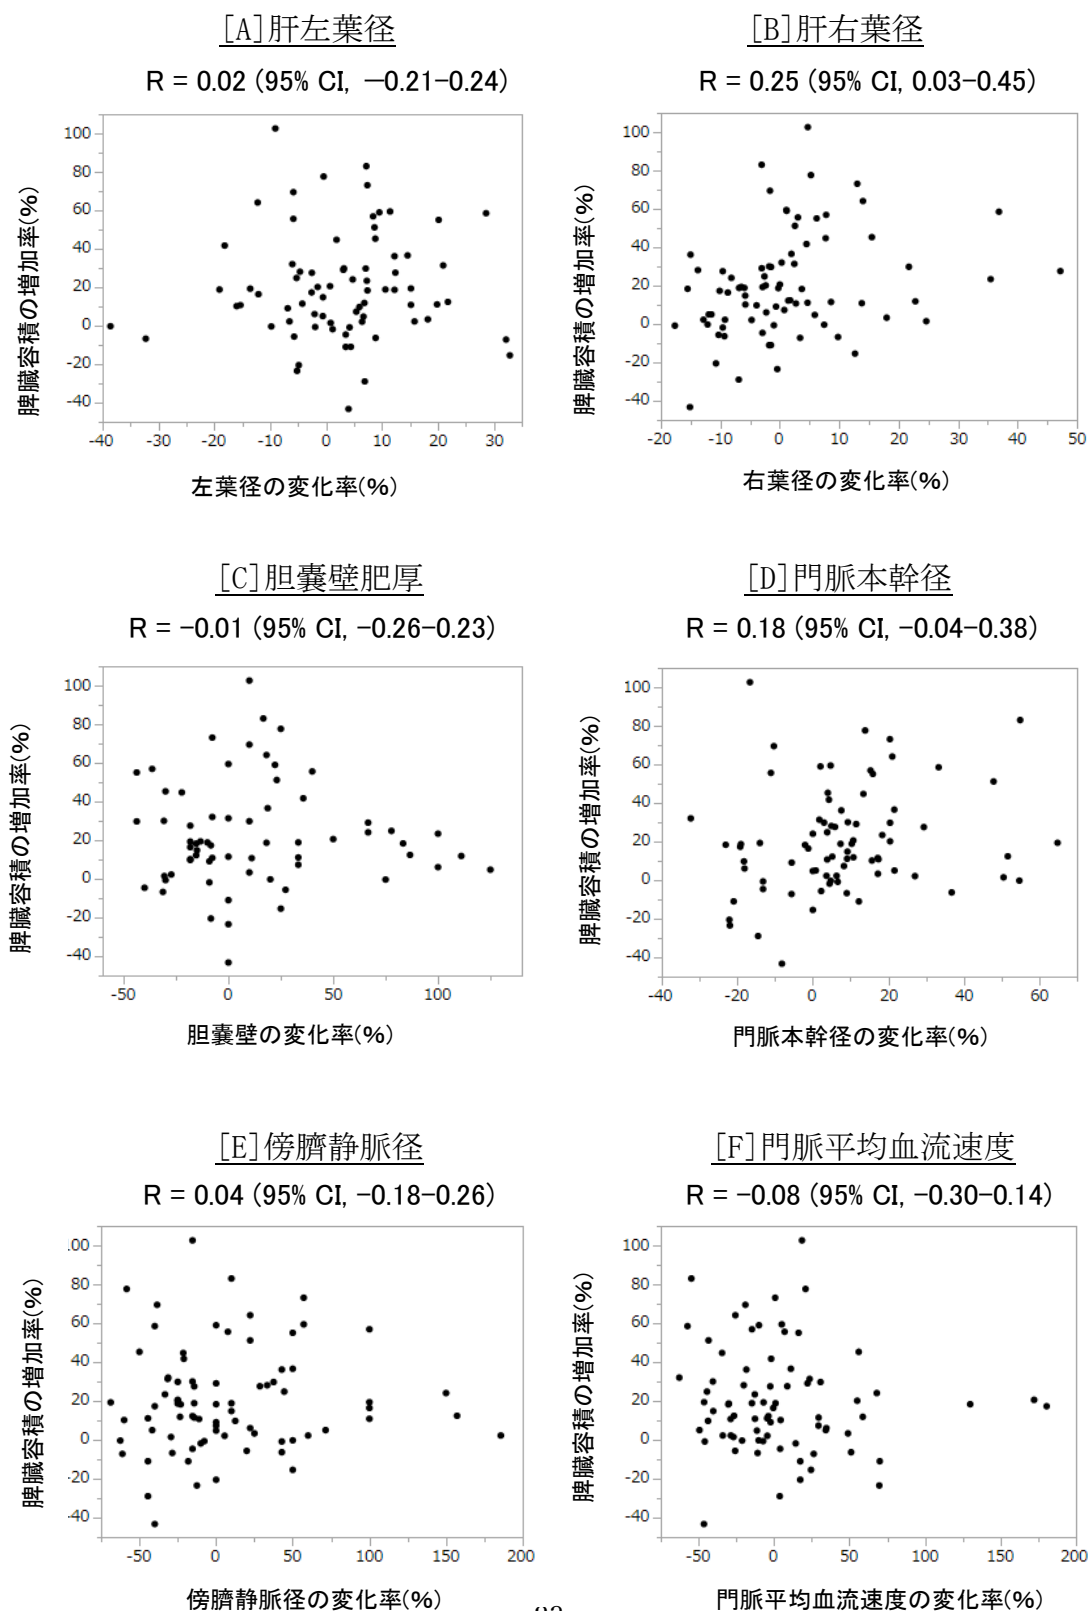 [A]肝左葉径
R = 0.02 (95% CI, −0.21−0.24)
脾臓容積の増加率(%)
100
80
60
40
20
0
-20
-40
-40 -30 -20 -10 0 10 20 30
左葉径の変化率(%)
[B]肝右葉径
R = 0.25 (95% CI, 0.03−0.45)
脾臓容積の増加率(%)
100
80
60
40
20
0
-20
-40
-20 -10 0 10 20 30 40 50
右葉径の変化率(%)
[C]胆嚢壁肥厚
R = −0.01 (95% CI, −0.26−0.23)
脾臓容積の増加率(%)
100
80
60
40
20
0
-20
-40
-50 0 50 100
胆嚢壁の変化率(%)
[D]門脈本幹径
R = 0.18 (95% CI, −0.04−0.38)
脾臓容積の増加率(%)
100
80
60
40
20
0
-20
-40
-40 -20 0 20 40 60
門脈本幹径の変化率(%)
[E]傍臍静脈径
R = 0.04 (95% CI, −0.18−0.26)
脾臓容積の増加率(%)
100
80
60
40
20
0
-20
-40
-50 0 50 100 150 200
傍臍静脈径の変化率(%)
[F]門脈平均血流速度
R = −0.08 (95% CI, −0.30−0.14)
脾臓容積の増加率(%)
100
80
60
40
20
0
-20
-40
-50 0 50 100 150 200
門脈平均血流速度の変化率(%)